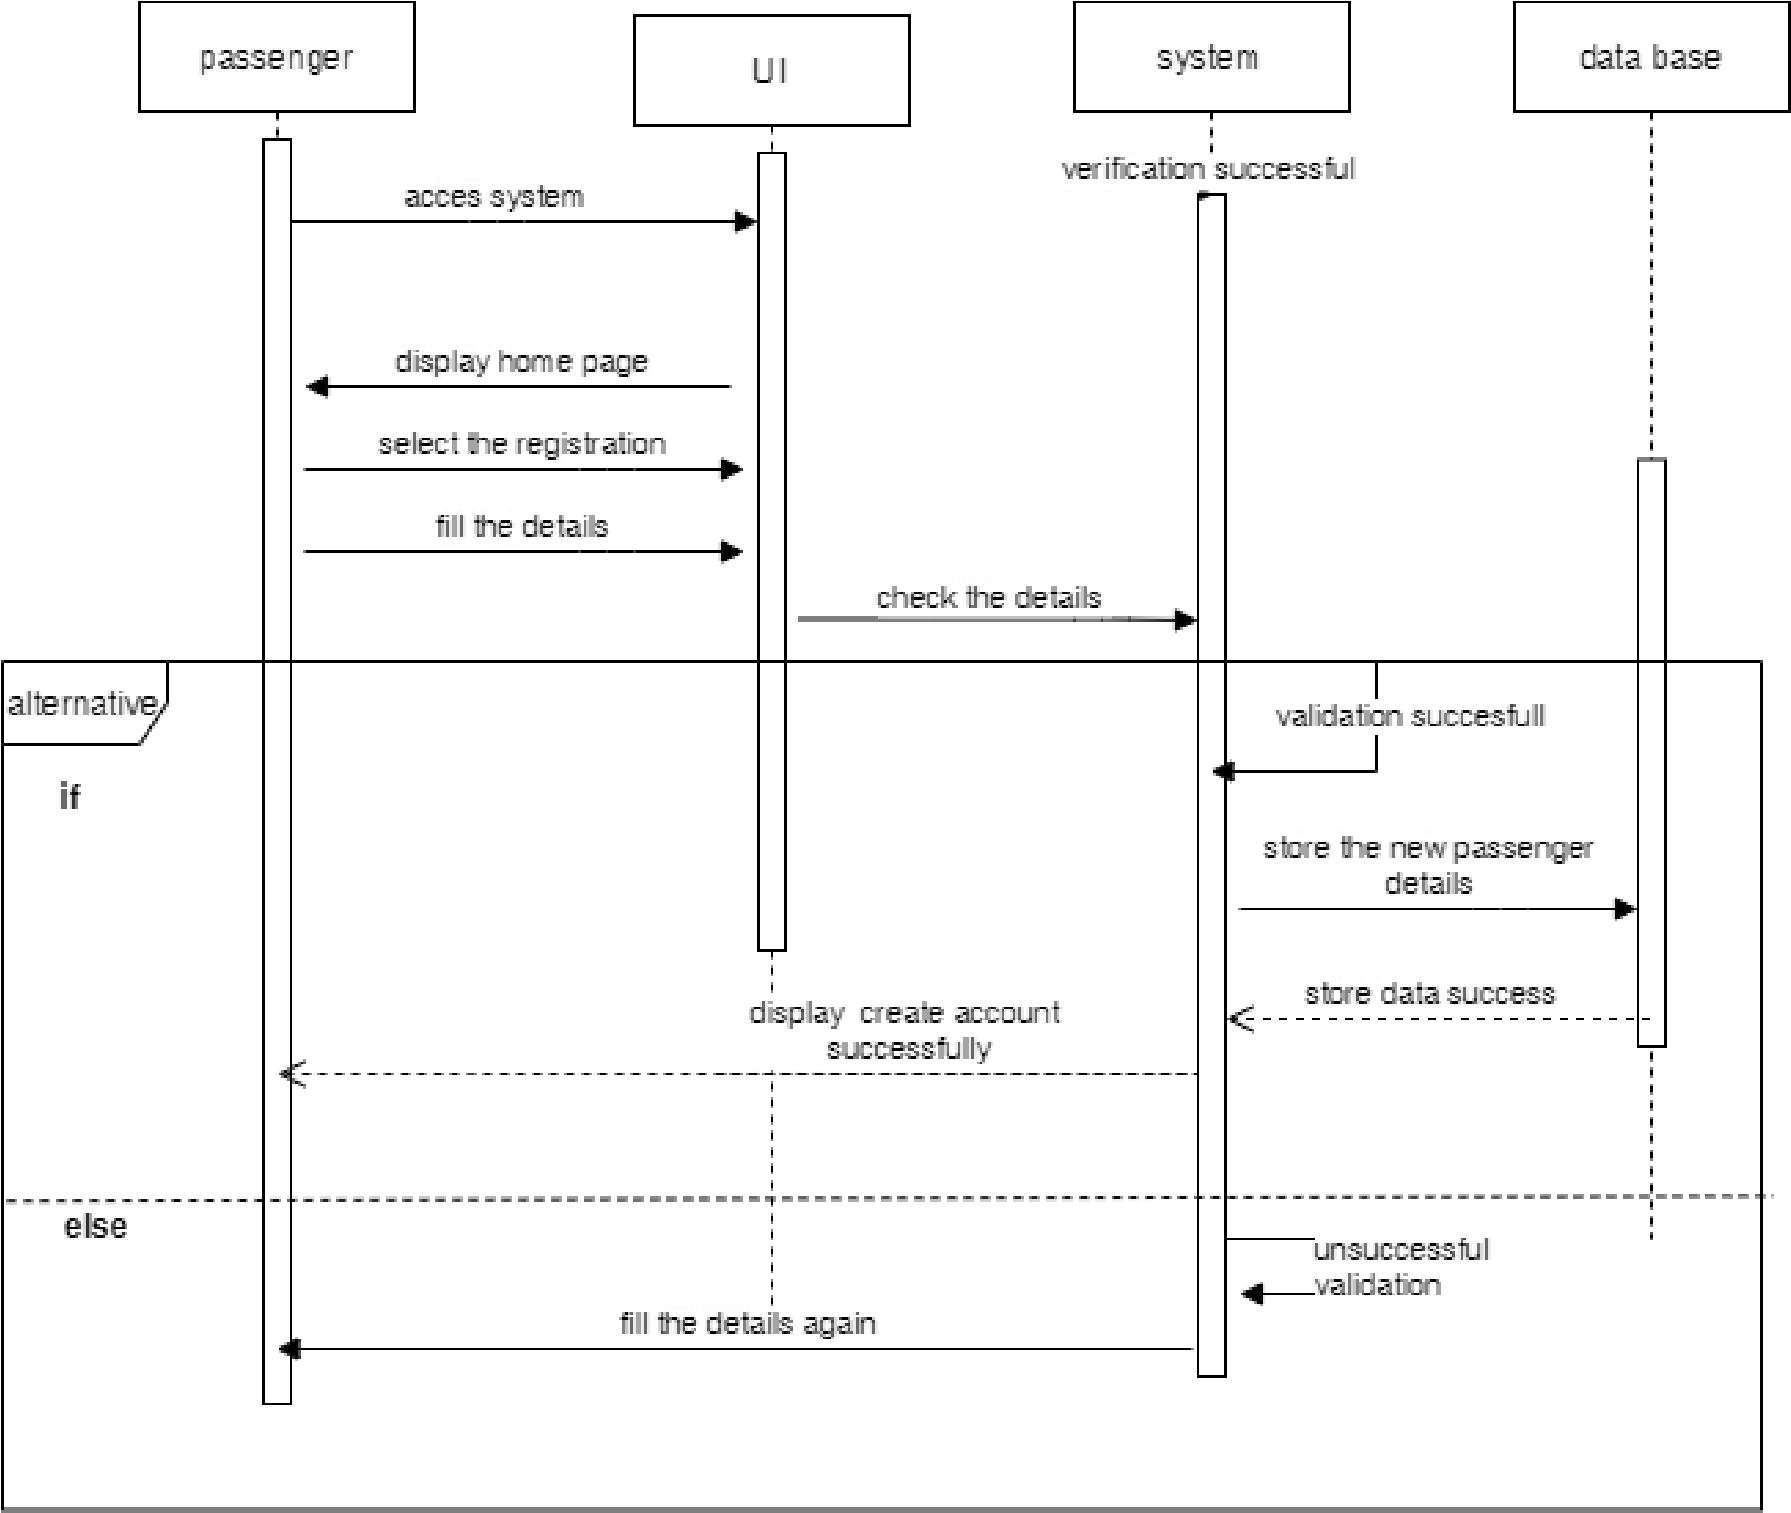 passenger
UI
system
data base
verification successful
acces system
display home page
select the registration
fill the details
check the details
alternative
validation succesfull
if
store the new passenger
details
store data success
display create account
successfully
else
unsuccessful
validation
fill the details again